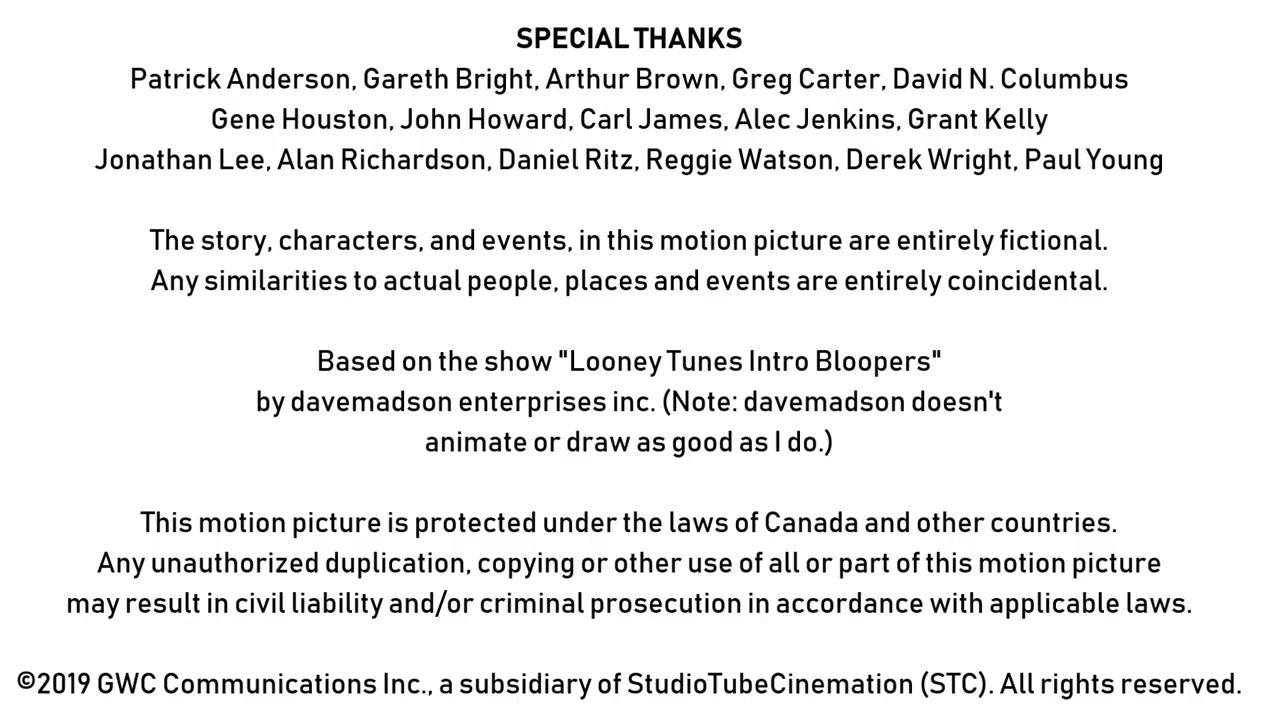 SPECIAL THANKS
Patrick Anderson, Gareth Bright, Arthur Brown, Greg Carter, David N. Columbus
Gene Houston, John Howard, Carl James, Alec Jenkins, Grant Kelly
Jonathan Lee, Alan Richardson, Daniel Ritz, Reggie Watson, Derek Wright, Paul Young
The story, characters, and events, in this motion picture are entirely fictional.
Any similarities to actual people, places and events are entirely coincidental.
Based on the show "Looney Tunes Intro Bloopers"
by davemadson enterprises inc. (Note: davemadson doesn't
animate or draw as good as I do.)
This motion picture is protected under the laws of Canada and other countries.
Any unauthorized duplication, copying or other use of all or part of this motion picture
may result in civil liability and/or criminal prosecution in accordance with applicable laws.
©2019 GWC Communications Inc., a subsidiary of StudioTubeCinemation (STC). All rights reserved.